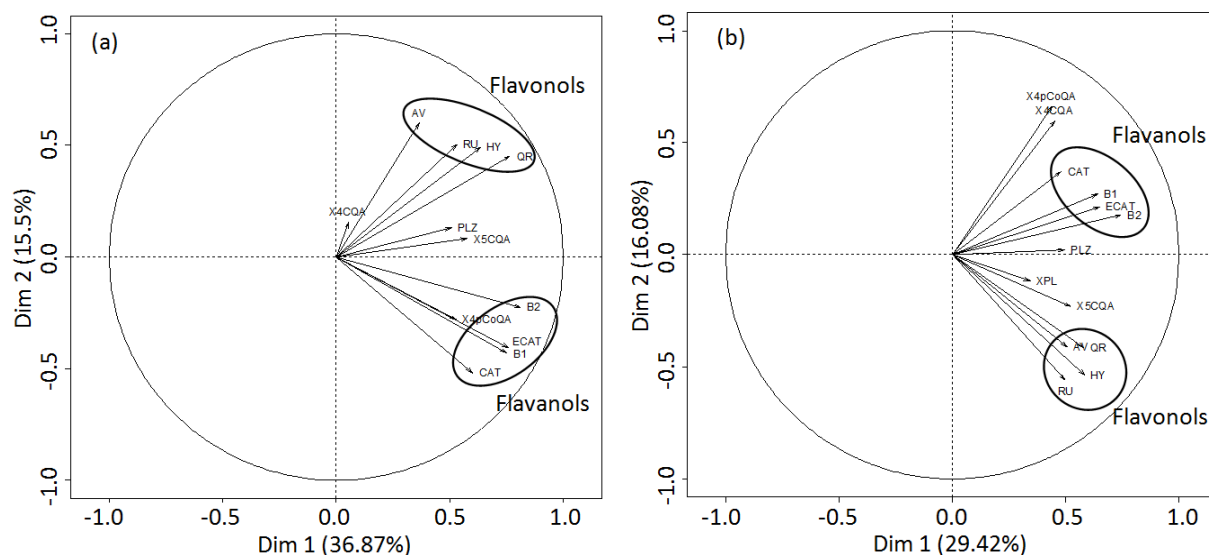 (a)
Flavonols
AV
RU
HY
QR
X4CQA
PLZ
X5CQA
B2
X4pCoQA
ECAT
B1
CAT
Flavanols
1.0
0.5
0.0
-0.5
-1.0
Dim 2 (15.5%)
-1.0 -0.5 0.0 0.5 1.0
Dim 1 (36.87%)
(b)
X4pCoQA
X4CQA
Flavanols
CAT
B1
ECAT
B2
PLZ
XPL
X5CQA
AV QR
HY
RU
Flavonols
1.0
0.5
0.0
-0.5
-1.0
Dim 2 (16.08%)
-1.0 -0.5 0.0 0.5 1.0
Dim 1 (29.42%)